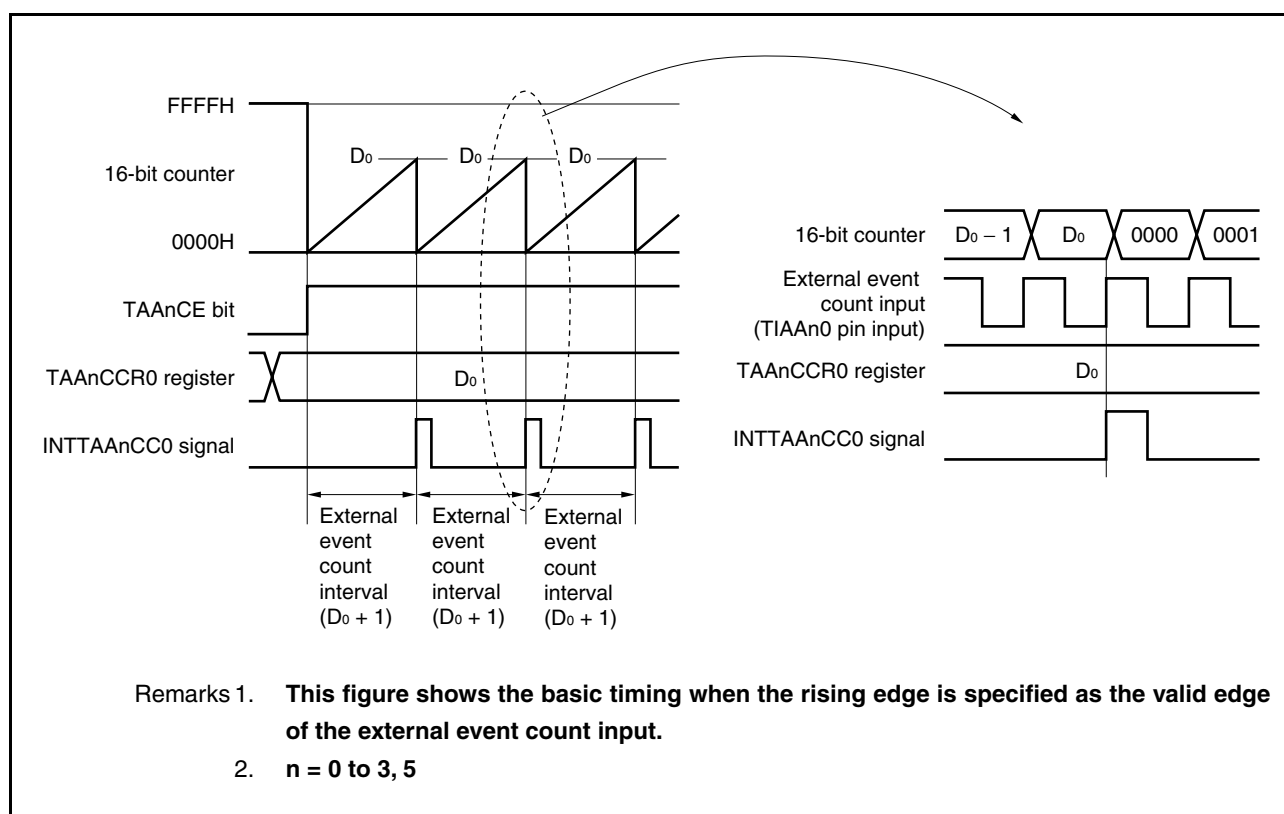 FFFFH
16-bit counter
0000H
D₀ D₀ D₀
TAAnCE bit
TAAnCCR0 register
D₀
INTTAAnCC0 signal
External
event
count
interval
(D₀ + 1)
External
event
count
interval
(D₀ + 1)
External
event
count
interval
(D₀ + 1)
16-bit counter
D₀ – 1 D₀ 0000 0001
External event
count input
(TIAAn0 pin input)
TAAnCCR0 register
D₀
INTTAAnCC0 signal
Remarks 1. This figure shows the basic timing when the rising edge is specified as the valid edge
of the external event count input.
2. n = 0 to 3, 5